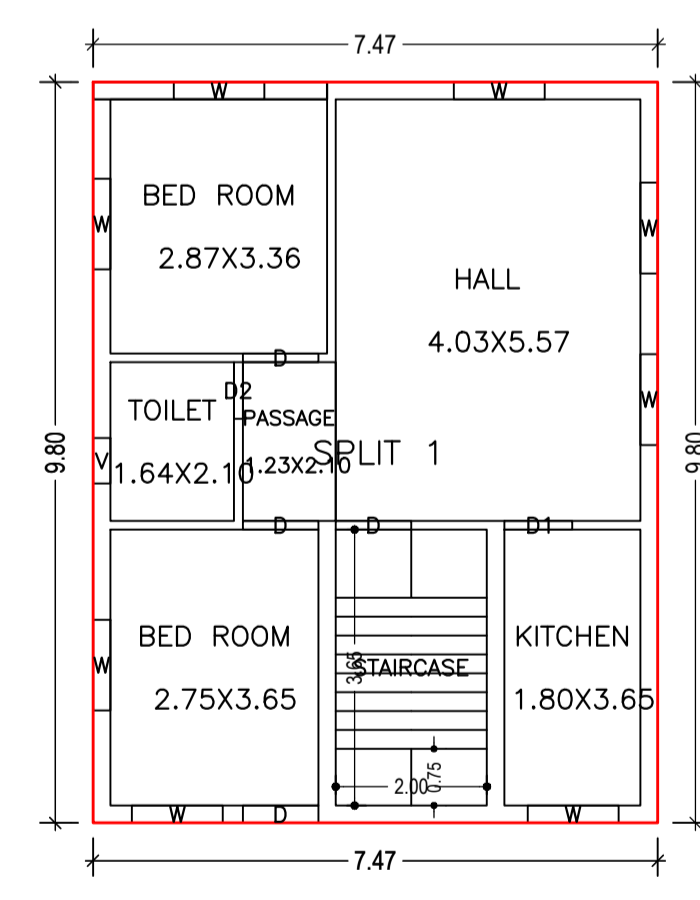 7.47
W
W
BED ROOM
2.87X3.36
W
W
HALL
4.03X5.57
D
D2
W
TOILET
PASSAGE
SPLIT 1
9.80
9.80
V
1.64X2.10
1.23X2.10
D
D
D1
BED ROOM
KITCHEN
W
3.65
STAIRCASE
2.75X3.65
1.80X3.65
2.00
0.75
W
D
W
7.47